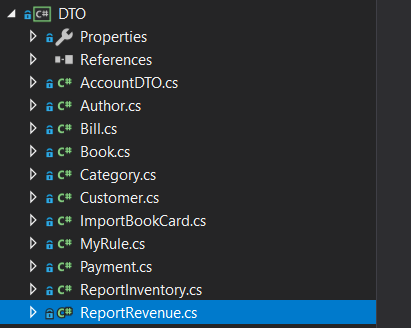 C# DTO
Properties
References
C# AccountDTO.cs
C# Author.cs
C# Bill.cs
C# Book.cs
C# Category.cs
C# Customer.cs
C# ImportBookCard.cs
C# MyRule.cs
C# Payment.cs
C# ReportInventory.cs
C# ReportRevenue.cs